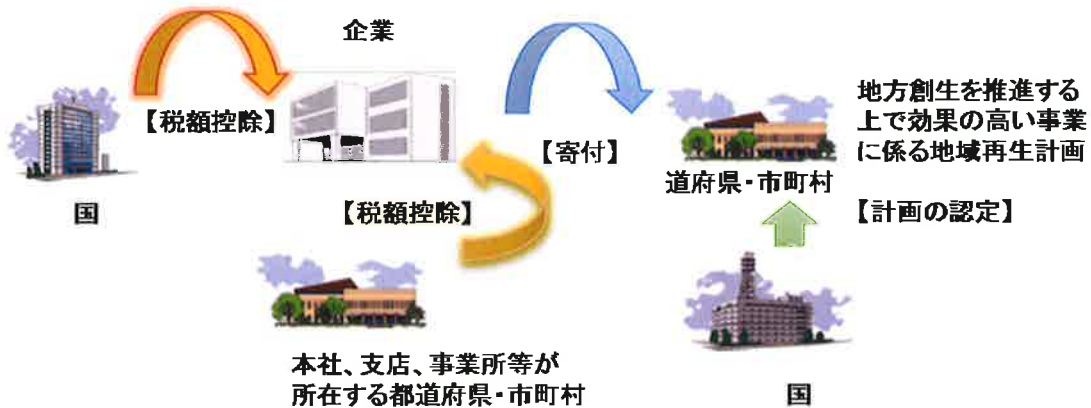 企業
【税額控除】
国
【寄付】
道府県・市町村
地方創生を推進する
上で効果の高い事業
に係る地域再生計画
【計画の認定】
国
【税額控除】
本社、支店、事業所等が
所在する都道府県・市町村